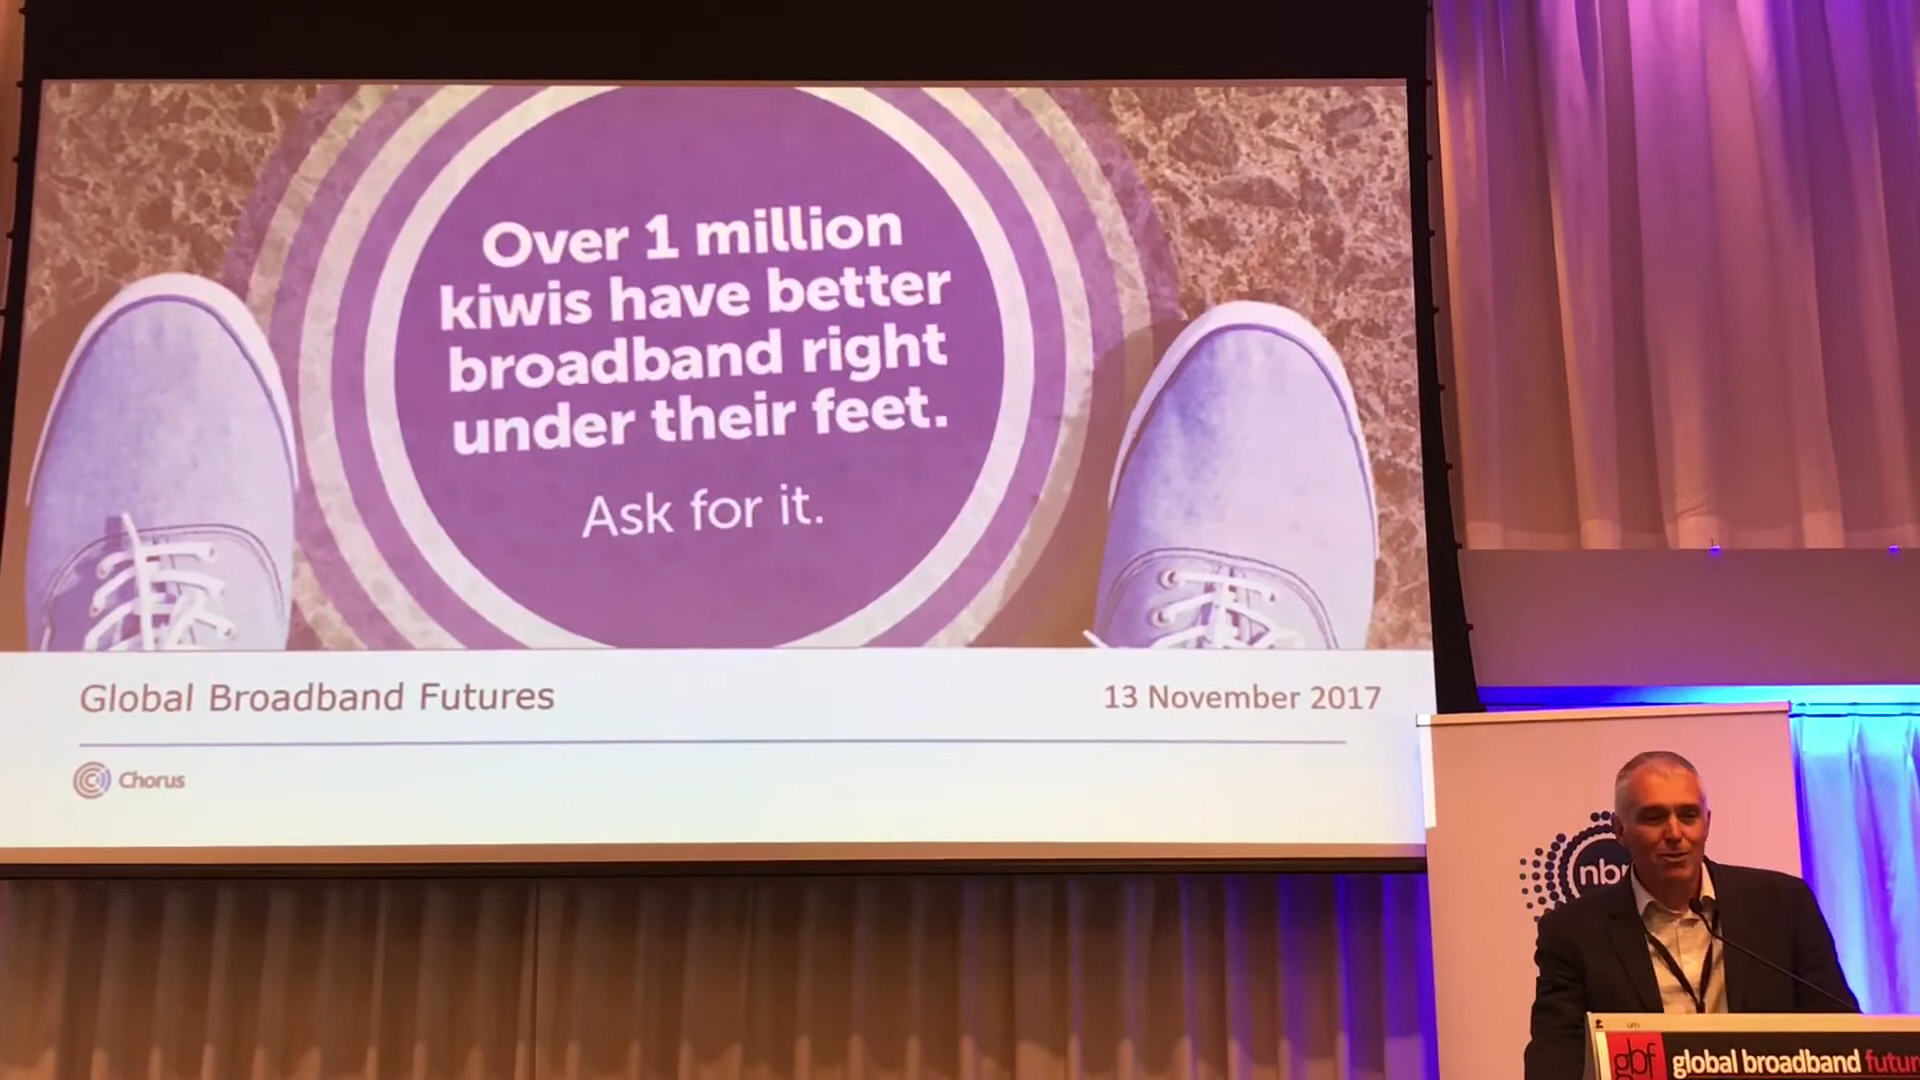 Over 1 million
kiwis have better
broadband right
under their feet.
Ask for it.
Global Broadband Futures
13 November 2017
Chorus
nb
gbf
global broadband futur